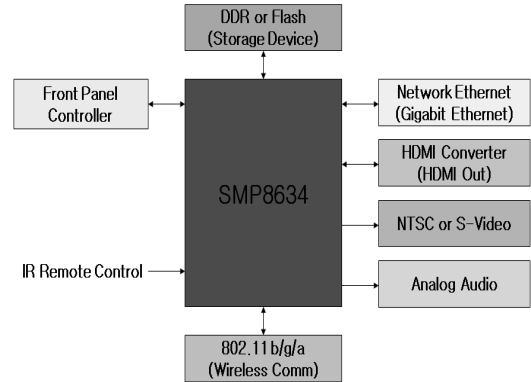 DDR or Flash
(Storage Device)
Front Panel
Controller
Network Ethernet
(Gigabit Ethernet)
HDMI Converter
(HDMI Out)
SMP8634
NTSC or S-Video
IR Remote Control
Analog Audio
802.11 b/g/a
(Wireless Comm)